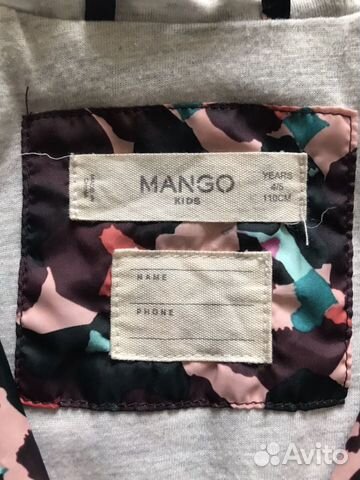 MANGO
KIDS
YEARS
4/5
110CM
NAME
PHONE
Avito